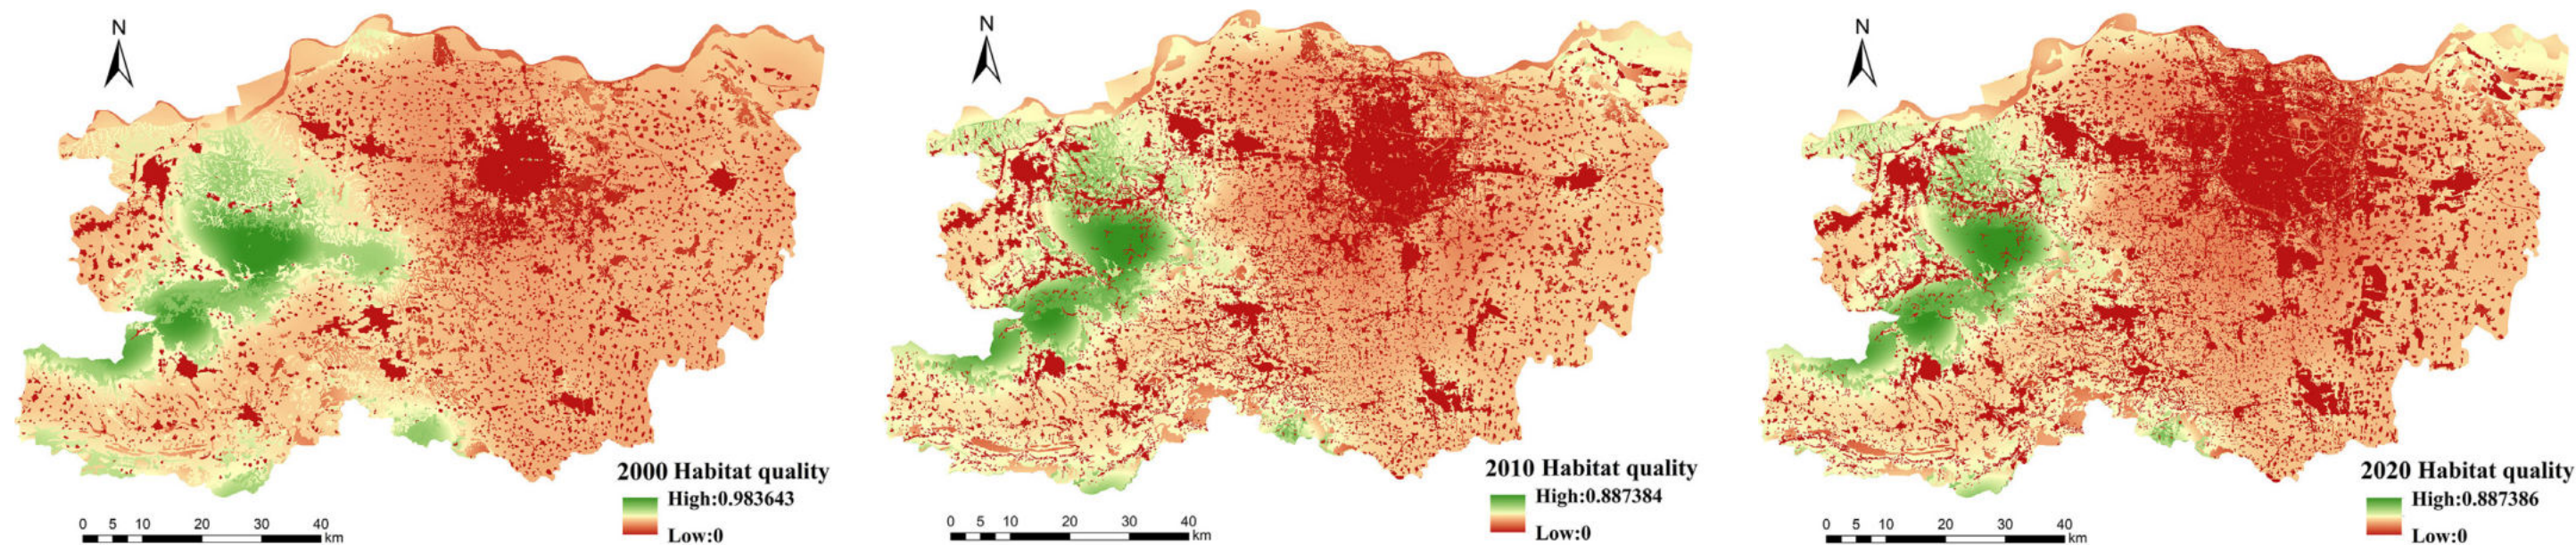 N
2000 Habitat quality
High:0.983643
Low:0
0 5 10 20 30 40
km
N
2010 Habitat quality
High:0.887384
Low:0
0 5 10 20 30 40
km
N
2020 Habitat quality
High:0.887386
Low:0
0 5 10 20 30 40
km